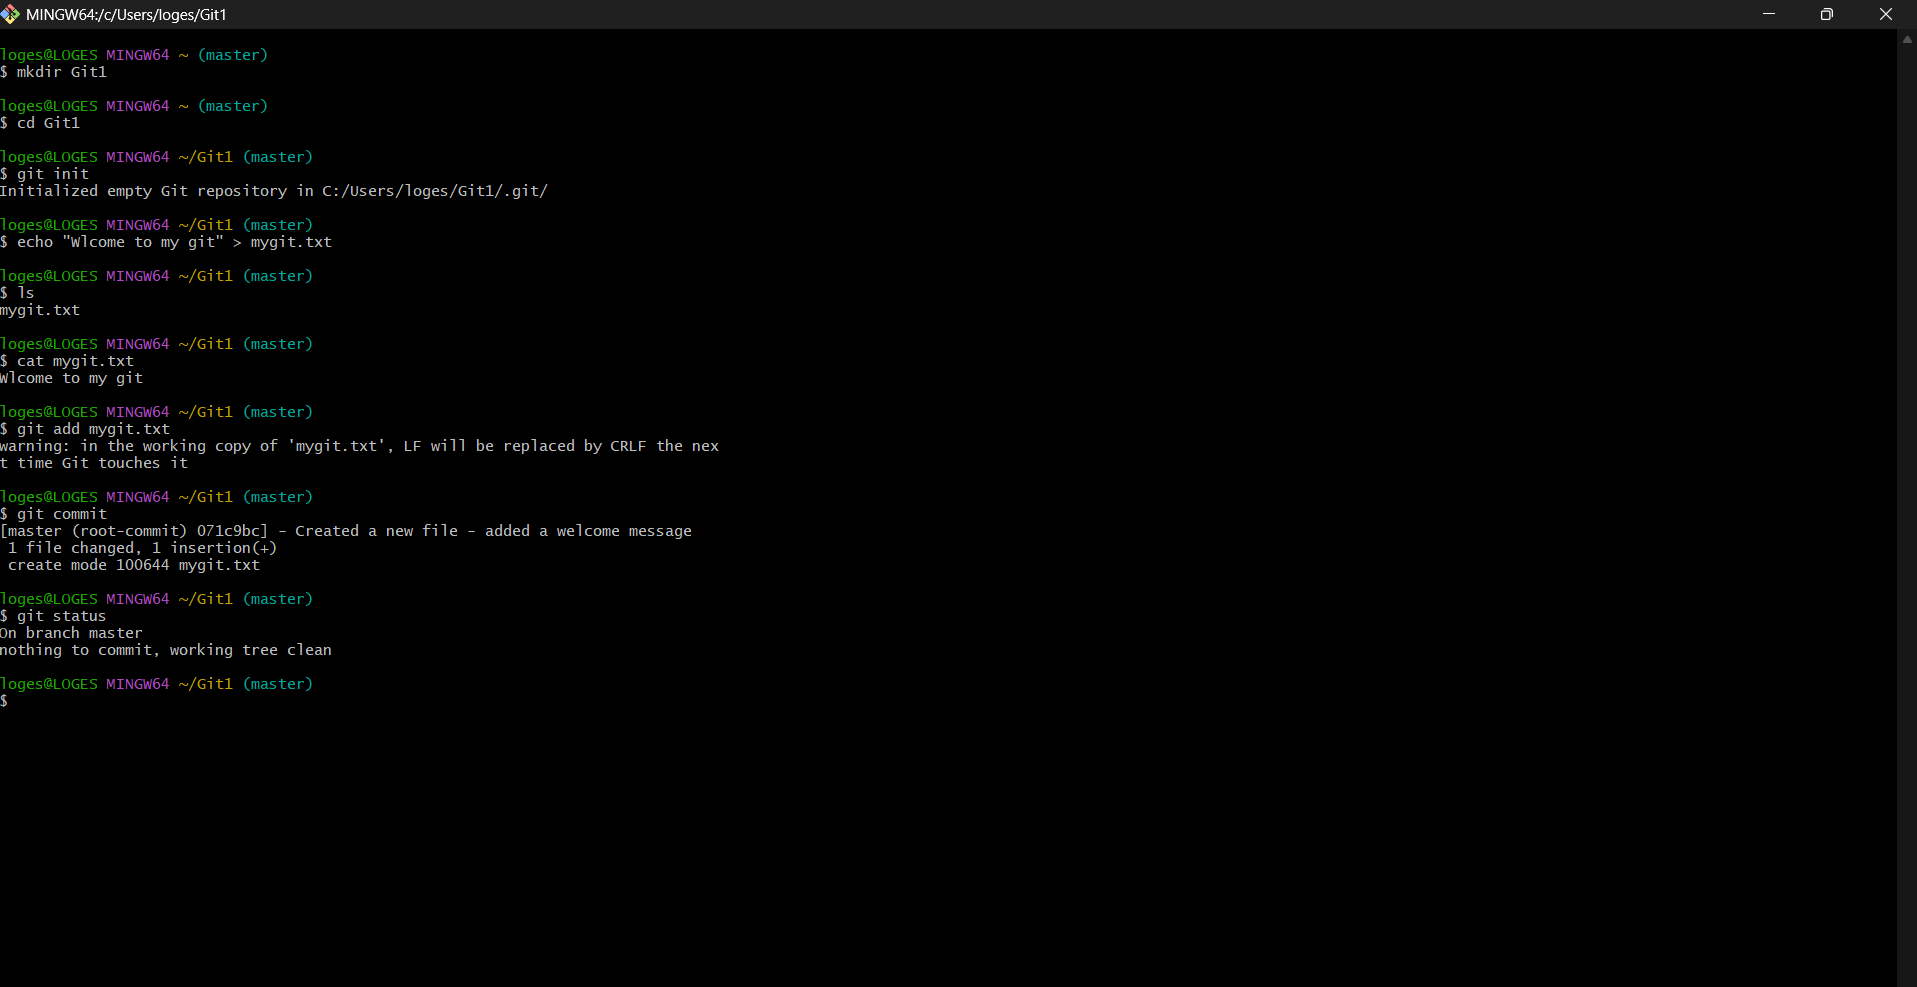 MINGW64:/c/Users/loges/Git1
loges@LOGES MINGW64 ~ (master)
$ mkdir Git1
loges@LOGES MINGW64 ~ (master)
$ cd Git1
loges@LOGES MINGW64 ~/Git1 (master)
$ git init
Initialized empty Git repository in C:/Users/loges/Git1/.git/
loges@LOGES MINGW64 ~/Git1 (master)
$ echo "Wlcome to my git" > mygit.txt
loges@LOGES MINGW64 ~/Git1 (master)
$ ls
mygit.txt
loges@LOGES MINGW64 ~/Git1 (master)
$ cat mygit.txt
Wlcome to my git
loges@LOGES MINGW64 ~/Git1 (master)
$ git add mygit.txt
warning: in the working copy of 'mygit.txt', LF will be replaced by CRLF the nex
t time Git touches it
loges@LOGES MINGW64 ~/Git1 (master)
$ git commit
[master (root-commit) 071c9bc] - Created a new file - added a welcome message
1 file changed, 1 insertion(+)
create mode 100644 mygit.txt
loges@LOGES MINGW64 ~/Git1 (master)
$ git status
On branch master
nothing to commit, working tree clean
loges@LOGES MINGW64 ~/Git1 (master)
$